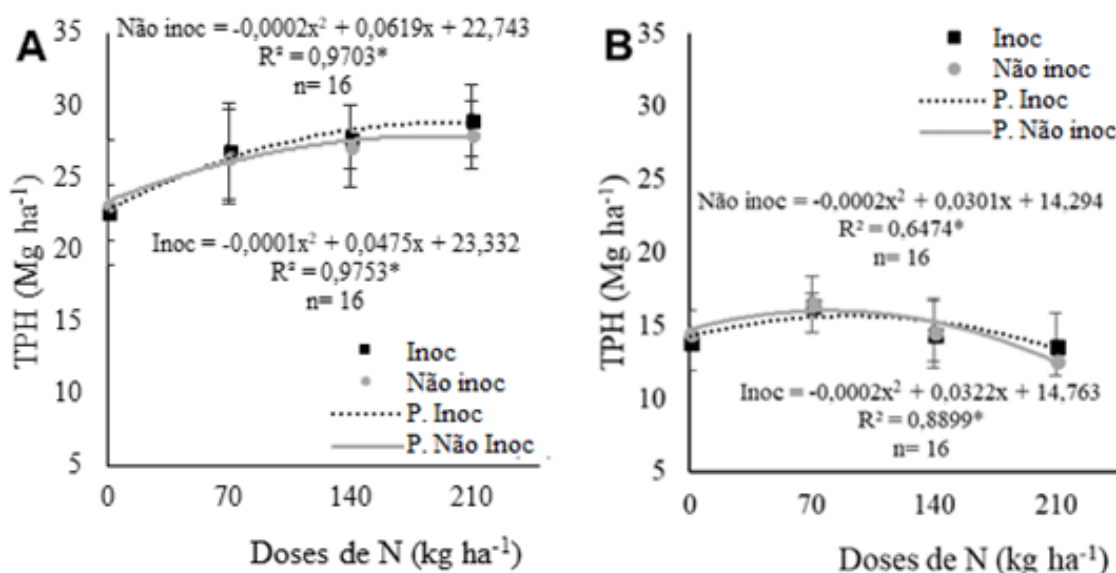 A
Não inoc = -0,0002x² + 0,0619x + 22,743
R² = 0,9703*
n= 16
35
30
25
20
15
10
5
TPH (Mg ha⁻¹)
Inoc = -0,0001x² + 0,0475x + 23,332
R² = 0,9753*
n= 16
Inoc
Não inoc
P. Inoc
P. Não Inoc
0 70 140 210
Doses de N (kg ha⁻¹)
B
Inoc
Não inoc
P. Inoc
P. Não inoc
35
30
25
20
15
10
5
TPH (Mg ha⁻¹)
Não inoc = -0,0002x² + 0,0301x + 14,294
R² = 0,6474*
n= 16
Inoc = -0,0002x² + 0,0322x + 14,763
R² = 0,8899*
n= 16
0 70 140 210
Doses de N (kg ha⁻¹)